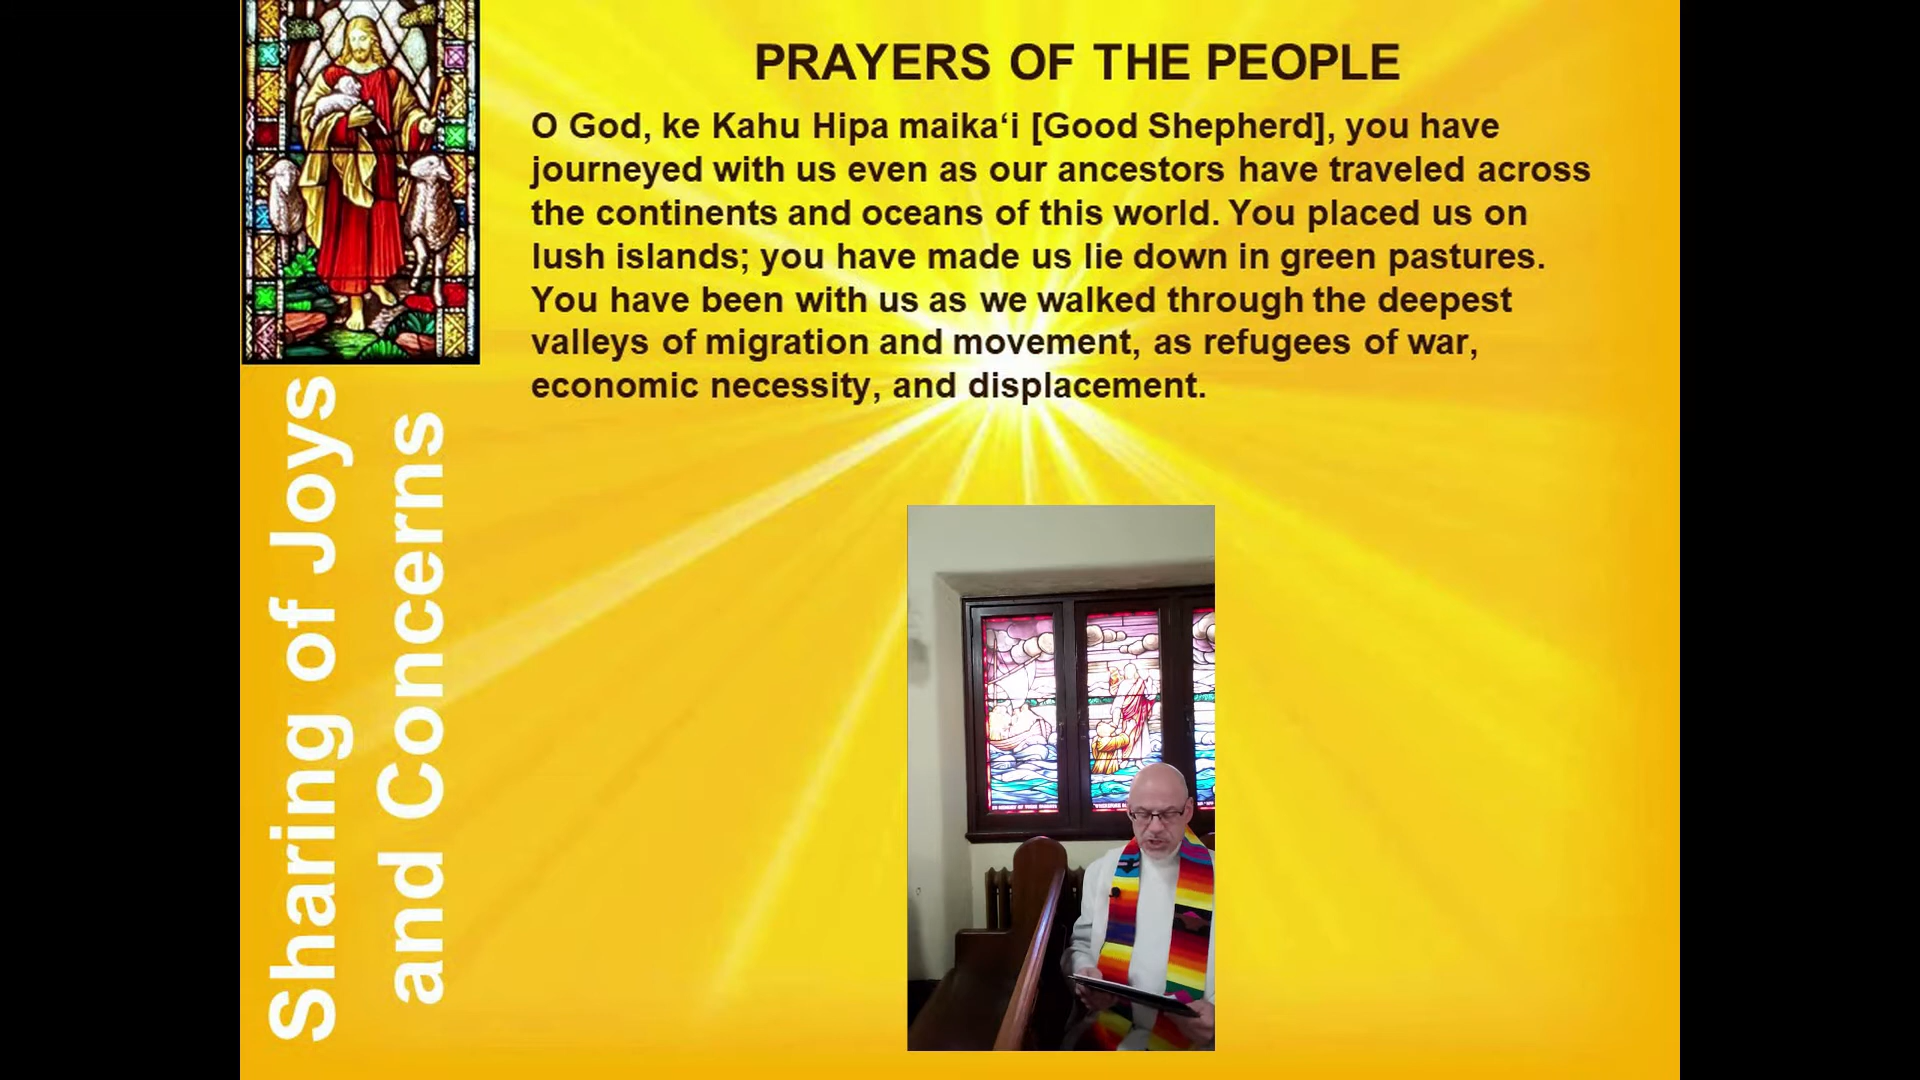 PRAYERS OF THE PEOPLE
O God, ke Kahu Hipa maika‘i [Good Shepherd], you have
journeyed with us even as our ancestors have traveled across
the continents and oceans of this world. You placed us on
lush islands; you have made us lie down in green pastures.
You have been with us as we walked through the deepest
valleys of migration and movement, as refugees of war,
economic necessity, and displacement.
Sharing of Joys
and Concerns